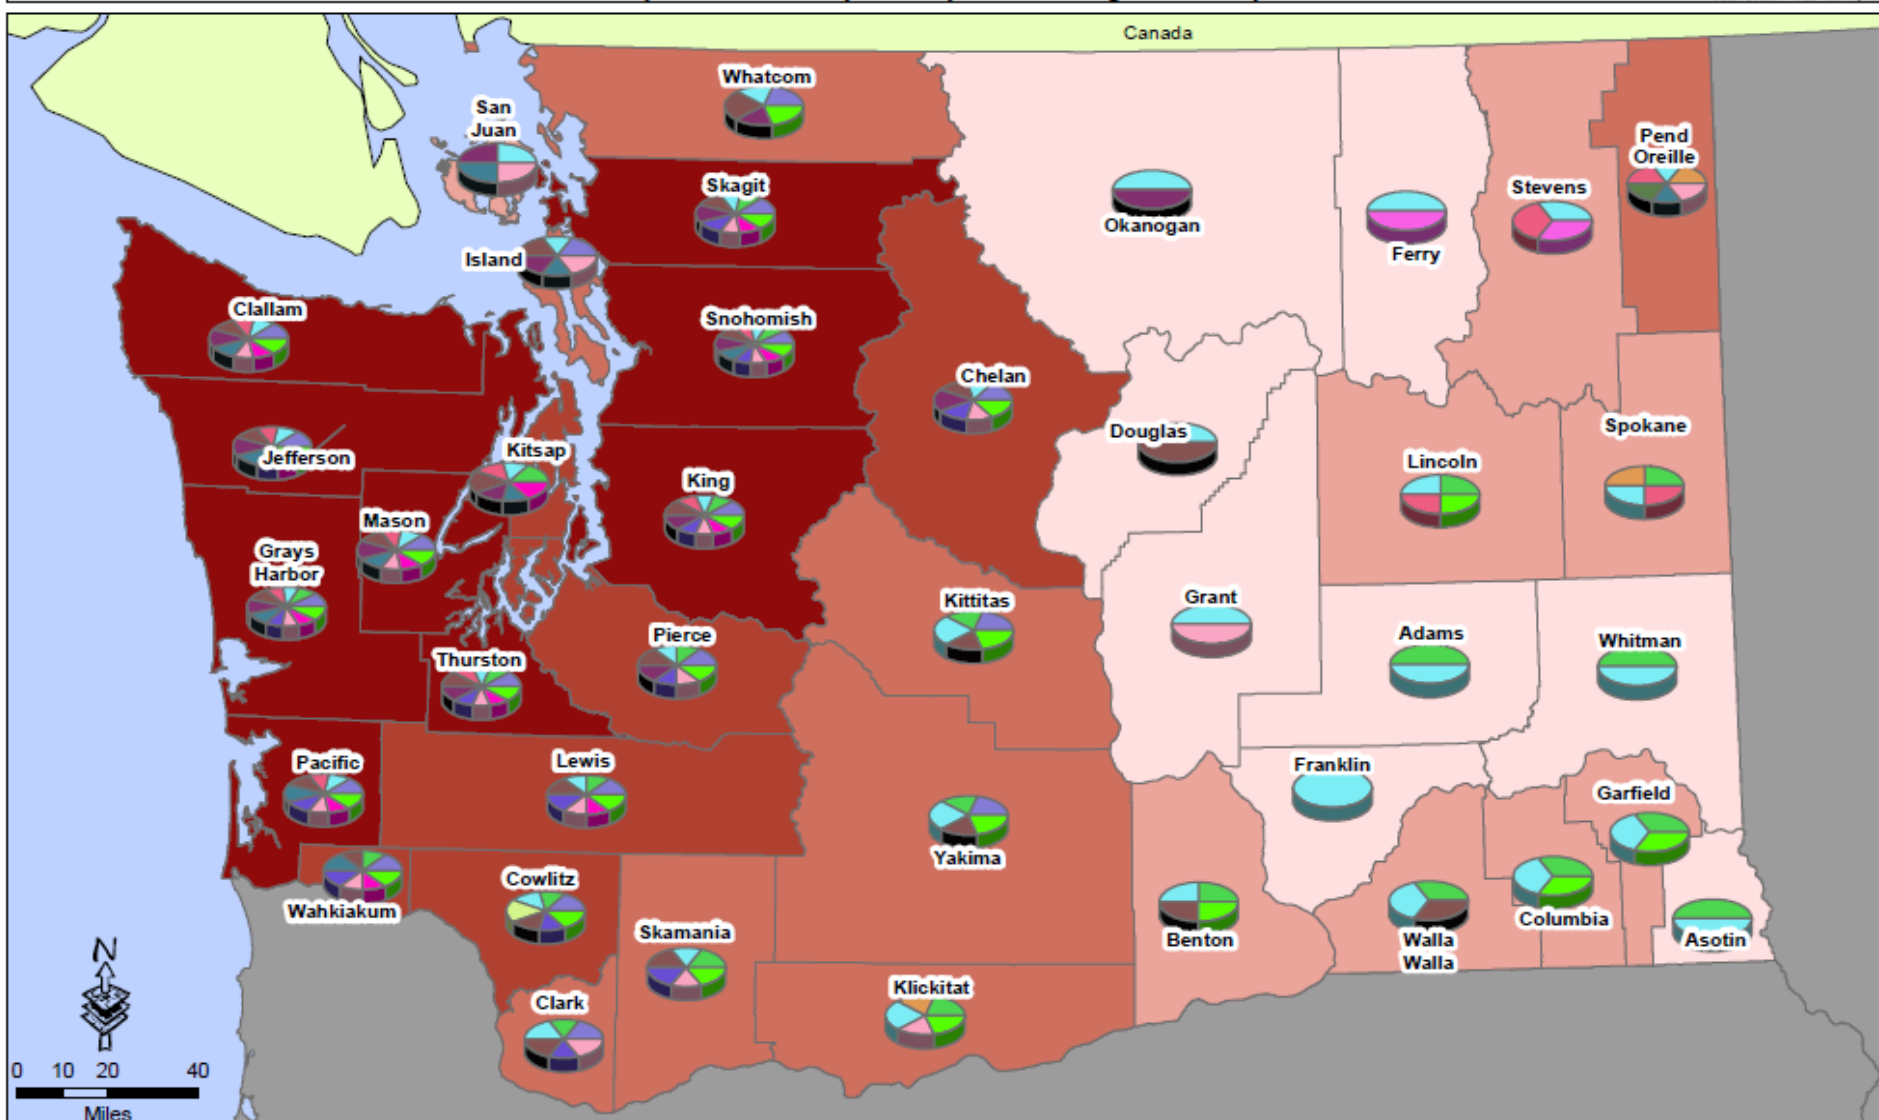 Canada
Whatcom
San
Juan
Skagit
Island
Okanogan
Ferry
Stevens
Pend
Oreille
Clallam
Snohomish
Chelan
Jefferson
Kitsap
King
Douglas
Lincoln
Spokane
Mason
Grays
Harbor
Kittitas
Grant
Adams
Whitman
Pierce
Thurston
Pacific
Lewis
Franklin
Garfield
Yakima
Cowlitz
Wahkiakum
Skamania
Benton
Walla
Walla
Columbia
Asotin
Clark
Klickitat
N
0 10 20 40
Miles